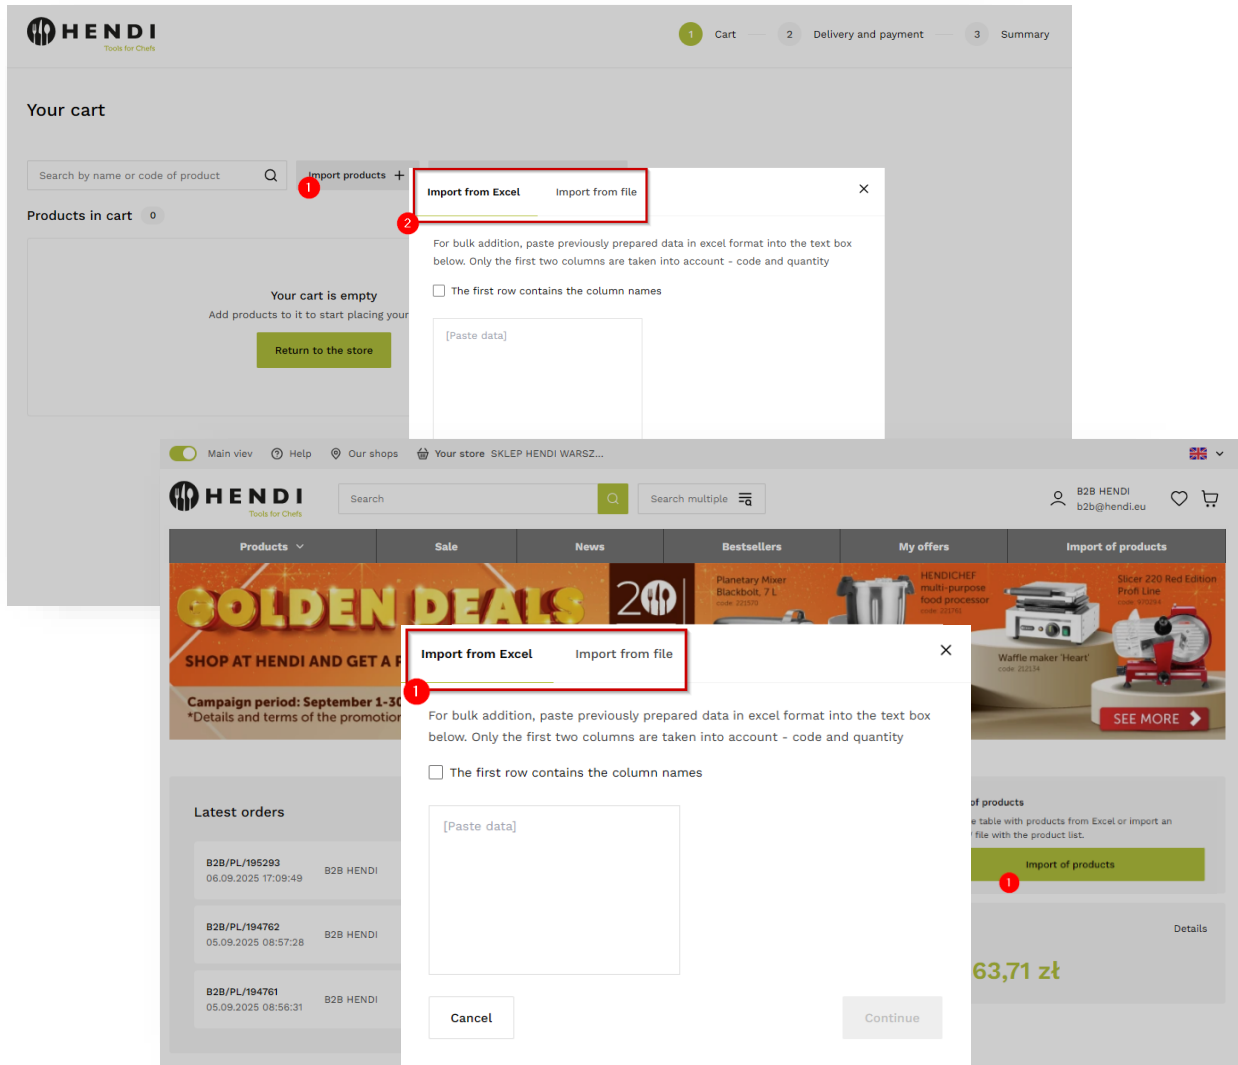 HENDI
Tools for Chefs
1 Cart
2 Delivery and payment
3 Summary
Your cart
Search by name or code of product
Import products +
1
Import from Excel
Import from file
2
Products in cart 0
For bulk addition, paste previously prepared data in excel format into the text box
below. Only the first two columns are taken into account - code and quantity
The first row contains the column names
[Paste data]
Your cart is empty
Add products to it to start placing your
Return to the store
Main viev
Help
Our shops
Your store SKLEP HENDI WARSZ...
HENDI
Tools for Chefs
Search
Search multiple
B2B HENDI
b2b@hendi.eu
Products
Sale
News
Bestsellers
My offers
Import of products
GOLDEN DEALS
20
SHOP AT HENDI AND GET A
Campaign period: September 1-30
*Details and terms of the promotion
Planetary Mixer
Blackbolt, 7 L
code: 221570
HENDICHEF
multi-purpose
food processor
Slicer 220 Red Edition
Profi Line
Waffle maker 'Heart'
code: 212134
SEE MORE
Import from Excel
Import from file
1
For bulk addition, paste previously prepared data in excel format into the text box
below. Only the first two columns are taken into account - code and quantity
The first row contains the column names
[Paste data]
Cancel
Continue
Latest orders
B2B/PL/195293
06.09.2025 17:09:49
B2B HENDI
B2B/PL/194762
05.09.2025 08:57:28
B2B HENDI
B2B/PL/194761
05.09.2025 08:56:31
B2B HENDI
of products
e table with products from Excel or import an
file with the product list.
Import of products
1
Details
63,71 zł